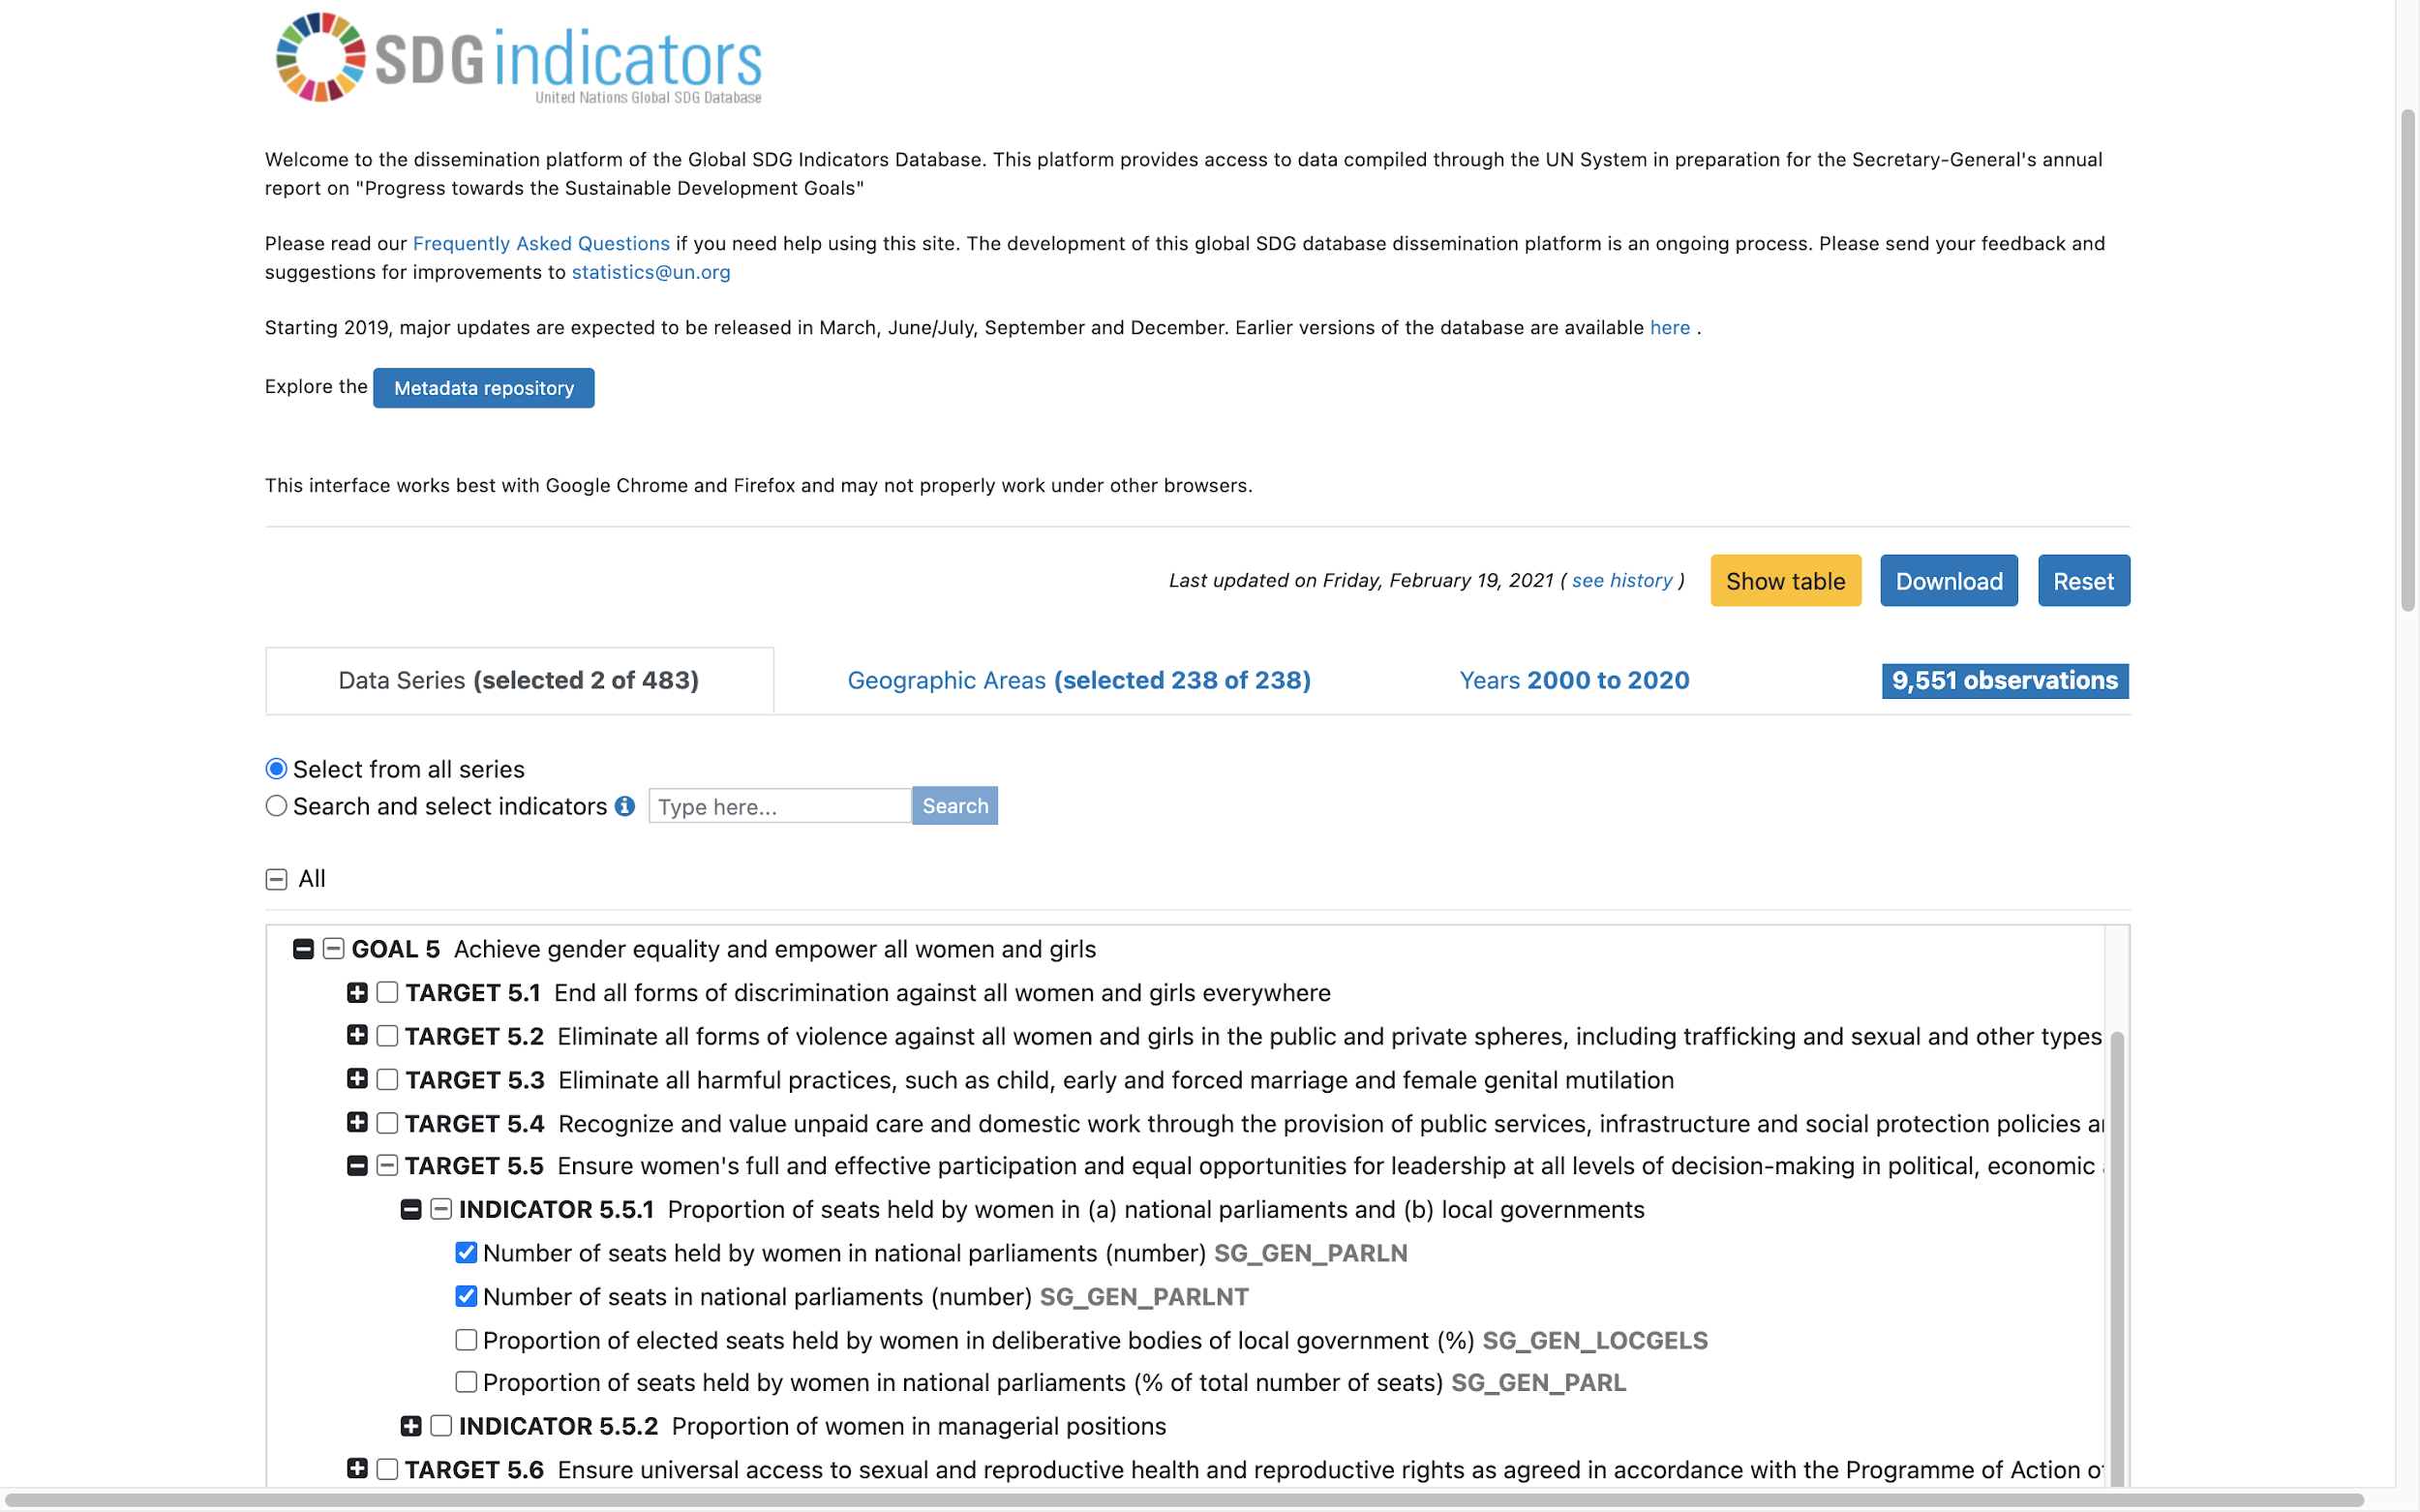 SDG indicators
United Nations Global SDG Database
Welcome to the dissemination platform of the Global SDG Indicators Database. This platform provides access to data compiled through the UN System in preparation for the Secretary-General's annual
report on "Progress towards the Sustainable Development Goals"
Please read our Frequently Asked Questions if you need help using this site. The development of this global SDG database dissemination platform is an ongoing process. Please send your feedback and
suggestions for improvements to statistics@un.org
Starting 2019, major updates are expected to be released in March, June/July, September and December. Earlier versions of the database are available here .
Explore the Metadata repository
This interface works best with Google Chrome and Firefox and may not properly work under other browsers.
Last updated on Friday, February 19, 2021 ( see history ) Show table Download Reset
Data Series (selected 2 of 483) Geographic Areas (selected 238 of 238) Years 2000 to 2020 9,551 observations
Select from all series
Search and select indicators Type here... Search
All
GOAL 5 Achieve gender equality and empower all women and girls
TARGET 5.1 End all forms of discrimination against all women and girls everywhere
TARGET 5.2 Eliminate all forms of violence against all women and girls in the public and private spheres, including trafficking and sexual and other types
TARGET 5.3 Eliminate all harmful practices, such as child, early and forced marriage and female genital mutilation
TARGET 5.4 Recognize and value unpaid care and domestic work through the provision of public services, infrastructure and social protection policies
TARGET 5.5 Ensure women's full and effective participation and equal opportunities for leadership at all levels of decision-making in political, economic
INDICATOR 5.5.1 Proportion of seats held by women in (a) national parliaments and (b) local governments
Number of seats held by women in national parliaments (number) SG_GEN_PARLN
Number of seats in national parliaments (number) SG_GEN_PARLNT
Proportion of elected seats held by women in deliberative bodies of local government (%) SG_GEN_LOCGELS
Proportion of seats held by women in national parliaments (% of total number of seats) SG_GEN_PARL
INDICATOR 5.5.2 Proportion of women in managerial positions
TARGET 5.6 Ensure universal access to sexual and reproductive health and reproductive rights as agreed in accordance with the Programme of Action